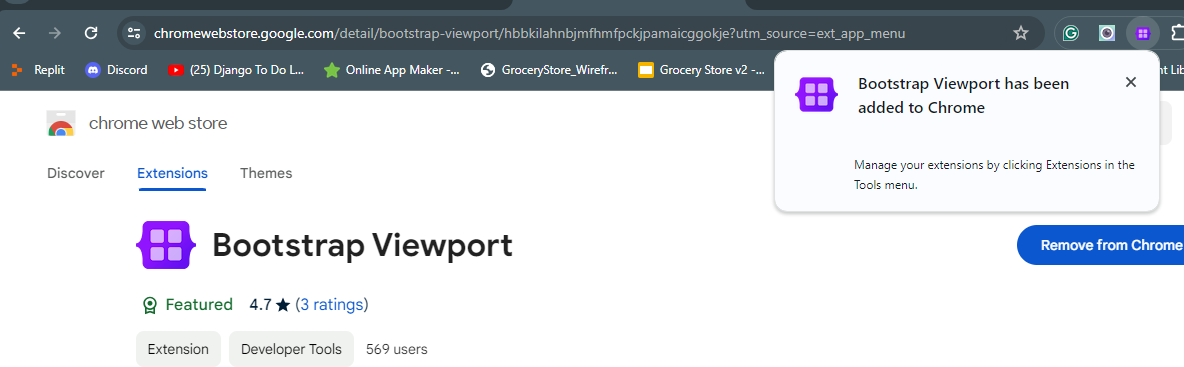 chromewebstore.google.com/detail/bootstrap-viewport/hbbkilahnbjmfhmfpckjpamaicggokje?utm_source=ext_app_menu
Replit
Discord
(25) Django To Do L...
Online App Maker -...
GroceryStore_Wirefr...
Grocery Store v2 -...
nt Lib
Bootstrap Viewport has been
added to Chrome
Manage your extensions by clicking Extensions in the
Tools menu.
chrome web store
Discover
Extensions
Themes
Bootstrap Viewport
Remove from Chrome
Featured
4.7 ★ (3 ratings)
Extension
Developer Tools
569 users